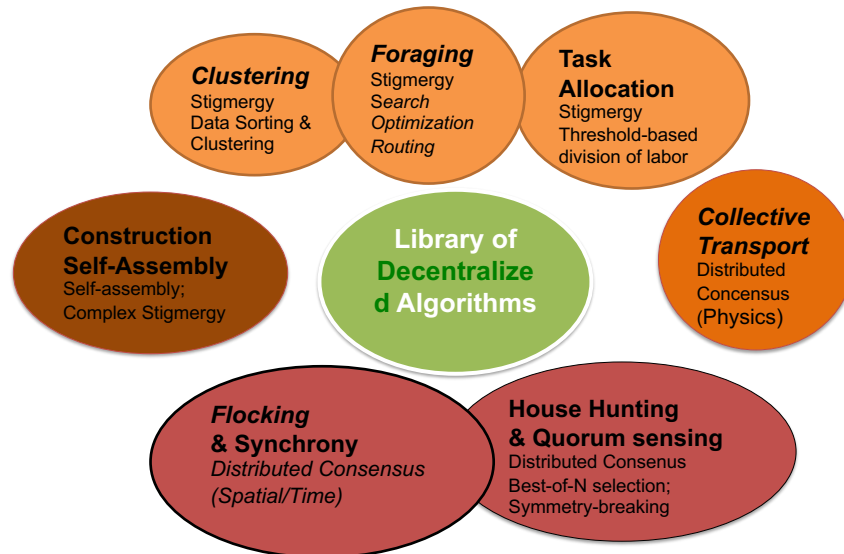 Clustering
Stigmergy
Data Sorting &
Clustering
Foraging
Stigmergy
Search
Optimization
Routing
Task
Allocation
Stigmergy
Threshold-based
division of labor
Construction
Self-Assembly
Self-assembly;
Complex Stigmergy
Library of
Decentralize
d Algorithms
Collective
Transport
Distributed
Concensus
(Physics)
Flocking
& Synchrony
Distributed Consensus
(Spatial/Time)
House Hunting
& Quorum sensing
Distributed Consenus
Best-of-N selection;
Symmetry-breaking